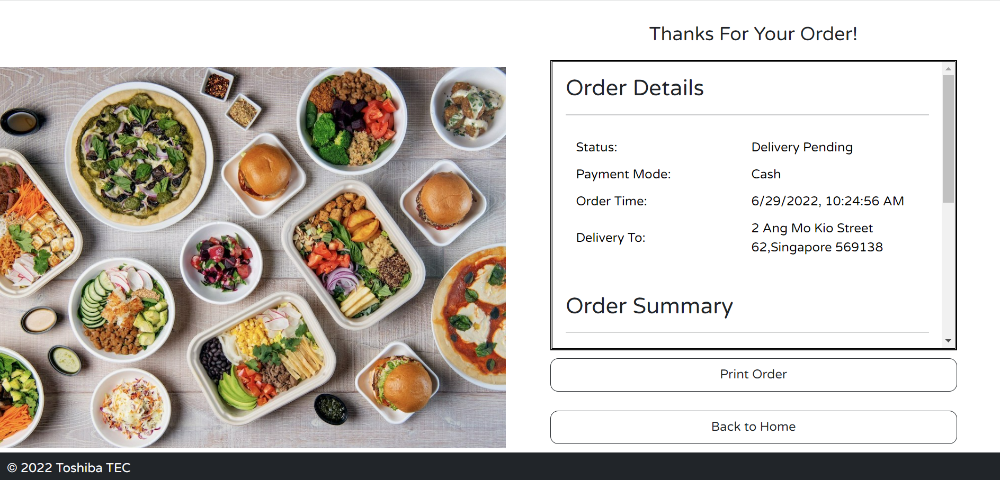 Thanks For Your Order!
Order Details
Status: Delivery Pending
Payment Mode: Cash
Order Time: 6/29/2022, 10:24:56 AM
Delivery To: 2 Ang Mo Kio Street
62,Singapore 569138
Order Summary
Print Order
Back to Home
© 2022 Toshiba TEC